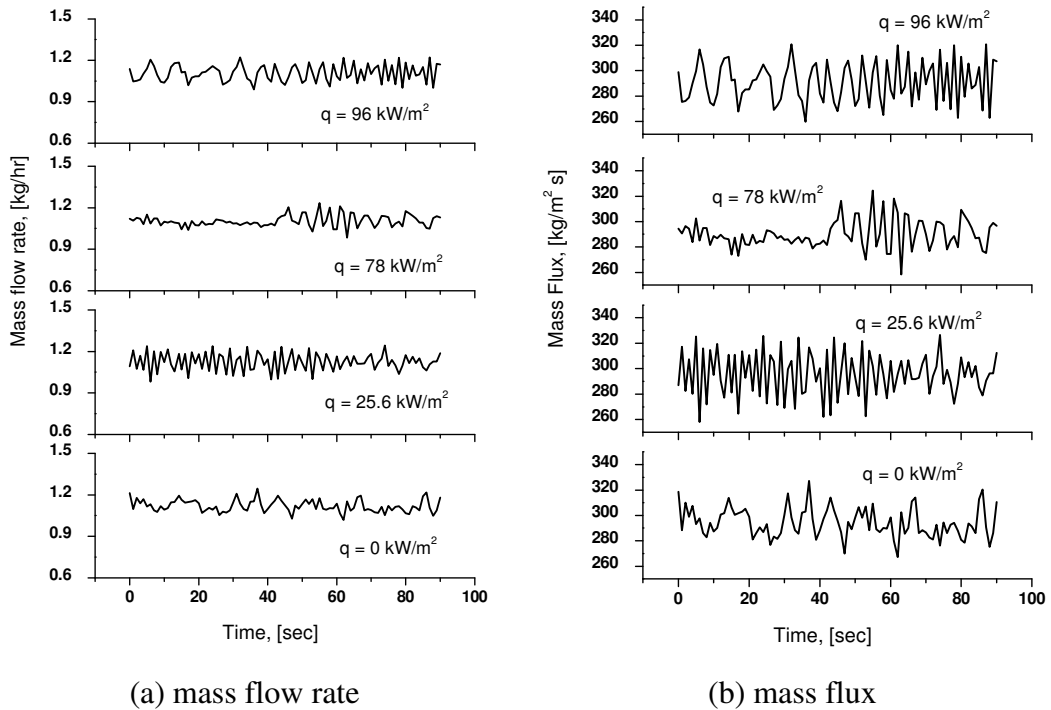 1.5
1.2
0.9
0.6
q = 96 kW/m²
1.5
1.2
0.9
0.6
q = 78 kW/m²
1.5
1.2
0.9
0.6
q = 25.6 kW/m²
1.5
1.2
0.9
0.6
q = 0 kW/m²
0 20 40 60 80 100
Time, [sec]
Mass flow rate, [kg/hr]
(a) mass flow rate
340
320
300
280
260
q = 96 kW/m²
340
320
300
280
260
q = 78 kW/m²
340
320
300
280
260
q = 25.6 kW/m²
340
320
300
280
260
q = 0 kW/m²
0 20 40 60 80 100
Time, [sec]
Mass Flux, [kg/m² s]
(b) mass flux